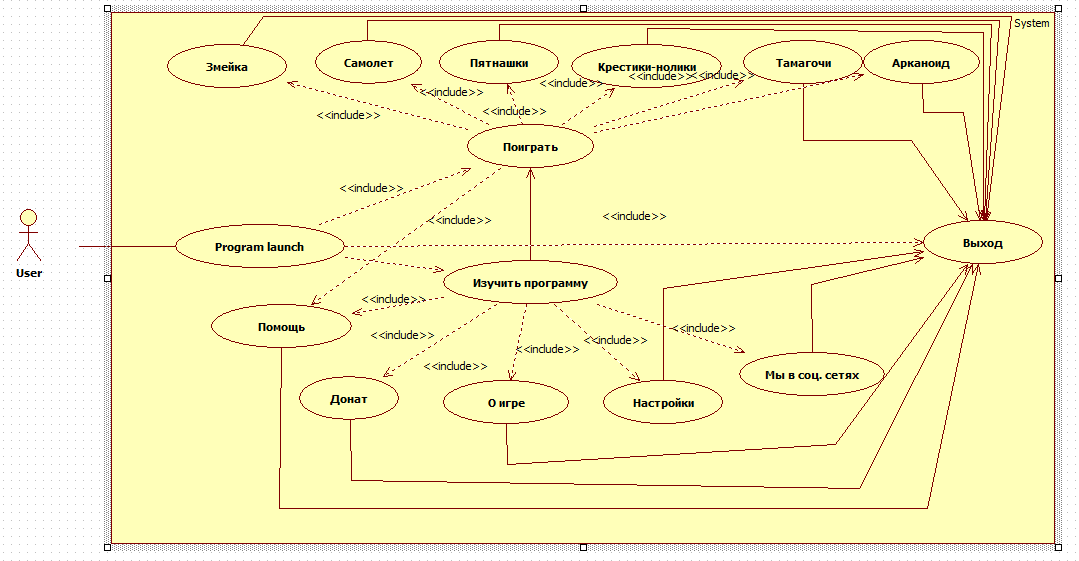 System
Змейка
Самолет
Пятнашки
Крестики-нолики
Тамагочи
Арканоид
<<include>>
<<include>>
<<include>>
<<include>>
<<include>>
<<include>>
Поиграть
<<include>>
<<include>>
<<include>>
Program launch
Выход
User
Изучить программу
<<include>>
Помощь
<<include>>
<<include>>
<<include>>
<<include>>
<<include>>
Мы в соц. сетях
Донат
О игре
Настройки